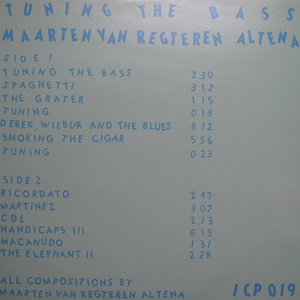 TUNING THE BASS
MAARTEN VAN REGTEREN ALTENA
SIDE 1
TUNING THE BASS 2 30
SPAGHETTI 3 12
THE GRATER 1 15
TUNING 0 18
DEREK, WILBUR AND THE BLUES 8 12
SMOKING THE CIGAR 5 56
TUNING 0 23
SIDE 2
RICORDATO 2 47
MARTINEZ 3 07
CDL 2 13
HANDICAPS III 6 15
MACANUDO 1 31
THE ELEPHANT II 2 28
ALL COMPOSITIONS BY
MAARTEN VAN REGTEREN ALTENA
ICP 019